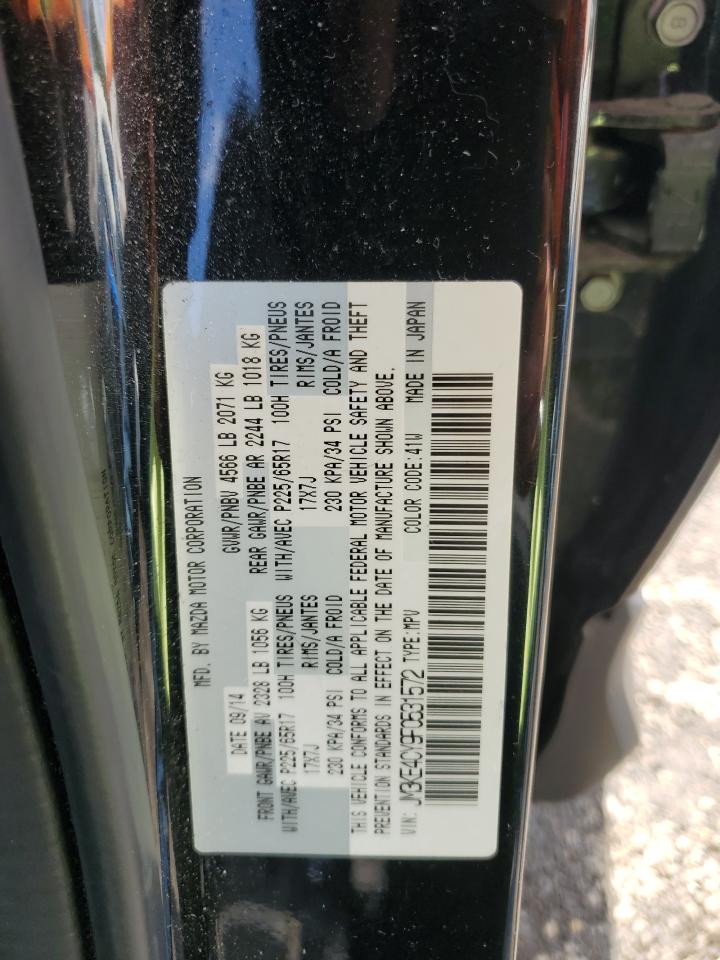 MFD. BY MAZDA MOTOR CORPORATION
DATE 09/14 GVWR/PNBV 4566 LB 2071 KG
FRONT GAWR/PNBE AV 2328 LB 1056 KG REAR GAWR/PNBE AR 2244 LB 1018 KG
WITH/AVEC P225/65R17 100H TIRES/PNEUS WITH/AVEC P225/65R17 100H TIRES/PNEUS
17X7J RIMS/JANTES 17X7J RIMS/JANTES
230 KPA/34 PSI COLD/A FROID 230 KPA/34 PSI COLD/A FROID
THIS VEHICLE CONFORMS TO ALL APPLICABLE FEDERAL MOTOR VEHICLE SAFETY AND THEFT
PREVENTION STANDARDS IN EFFECT ON THE DATE OF MANUFACTURE SHOWN ABOVE.
VIN: JM3KE4CY9F0531572 TYPE:MPV COLOR CODE:41W MADE IN JAPAN